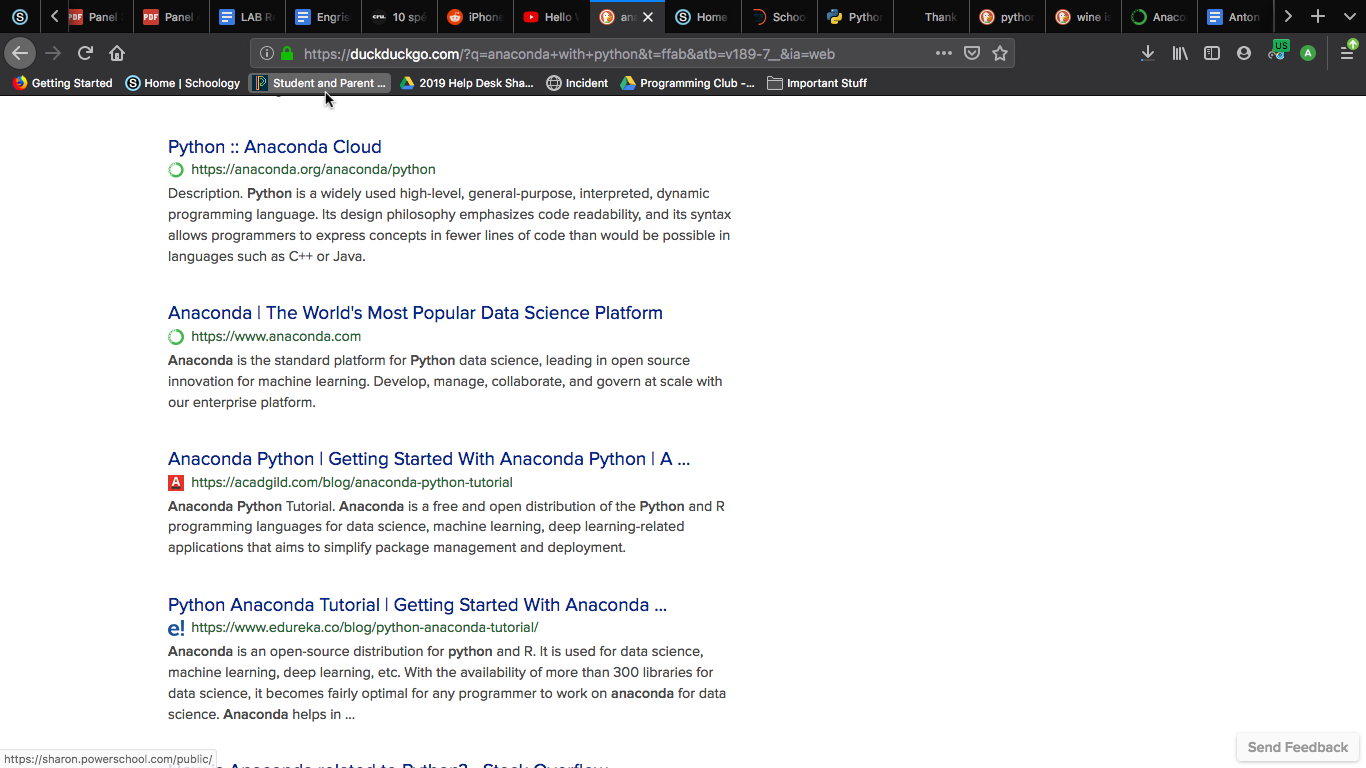 Panel
Panel
LAB R
Engris
10 spé
iPhone
Hello
an
Home
Schoo
Python
Thank
python
wine is
Anaco
Anton
https://duckduckgo.com/?q=anaconda+with+python&t=ffab&atb=v189-7__&ia=web
US
A
Getting Started
Home | Schoology
Student and Parent ...
2019 Help Desk Sha...
Incident
Programming Club -...
Important Stuff
Python :: Anaconda Cloud
https://anaconda.org/anaconda/python
Description. Python is a widely used high-level, general-purpose, interpreted, dynamic
programming language. Its design philosophy emphasizes code readability, and its syntax
allows programmers to express concepts in fewer lines of code than would be possible in
languages such as C++ or Java.
Anaconda | The World's Most Popular Data Science Platform
https://www.anaconda.com
Anaconda is the standard platform for Python data science, leading in open source
innovation for machine learning. Develop, manage, collaborate, and govern at scale with
our enterprise platform.
Anaconda Python | Getting Started With Anaconda Python | A ...
https://acadgild.com/blog/anaconda-python-tutorial
Anaconda Python Tutorial. Anaconda is a free and open distribution of the Python and R
programming languages for data science, machine learning, deep learning-related
applications that aims to simplify package management and deployment.
Python Anaconda Tutorial | Getting Started With Anaconda ...
e! https://www.edureka.co/blog/python-anaconda-tutorial/
Anaconda is an open-source distribution for python and R. It is used for data science,
machine learning, deep learning, etc. With the availability of more than 300 libraries for
data science, it becomes fairly optimal for any programmer to work on anaconda for data
science. Anaconda helps in ...
Send Feedback
https://sharon.powerschool.com/public/
Anaconda related to Python? - Stack Overflow